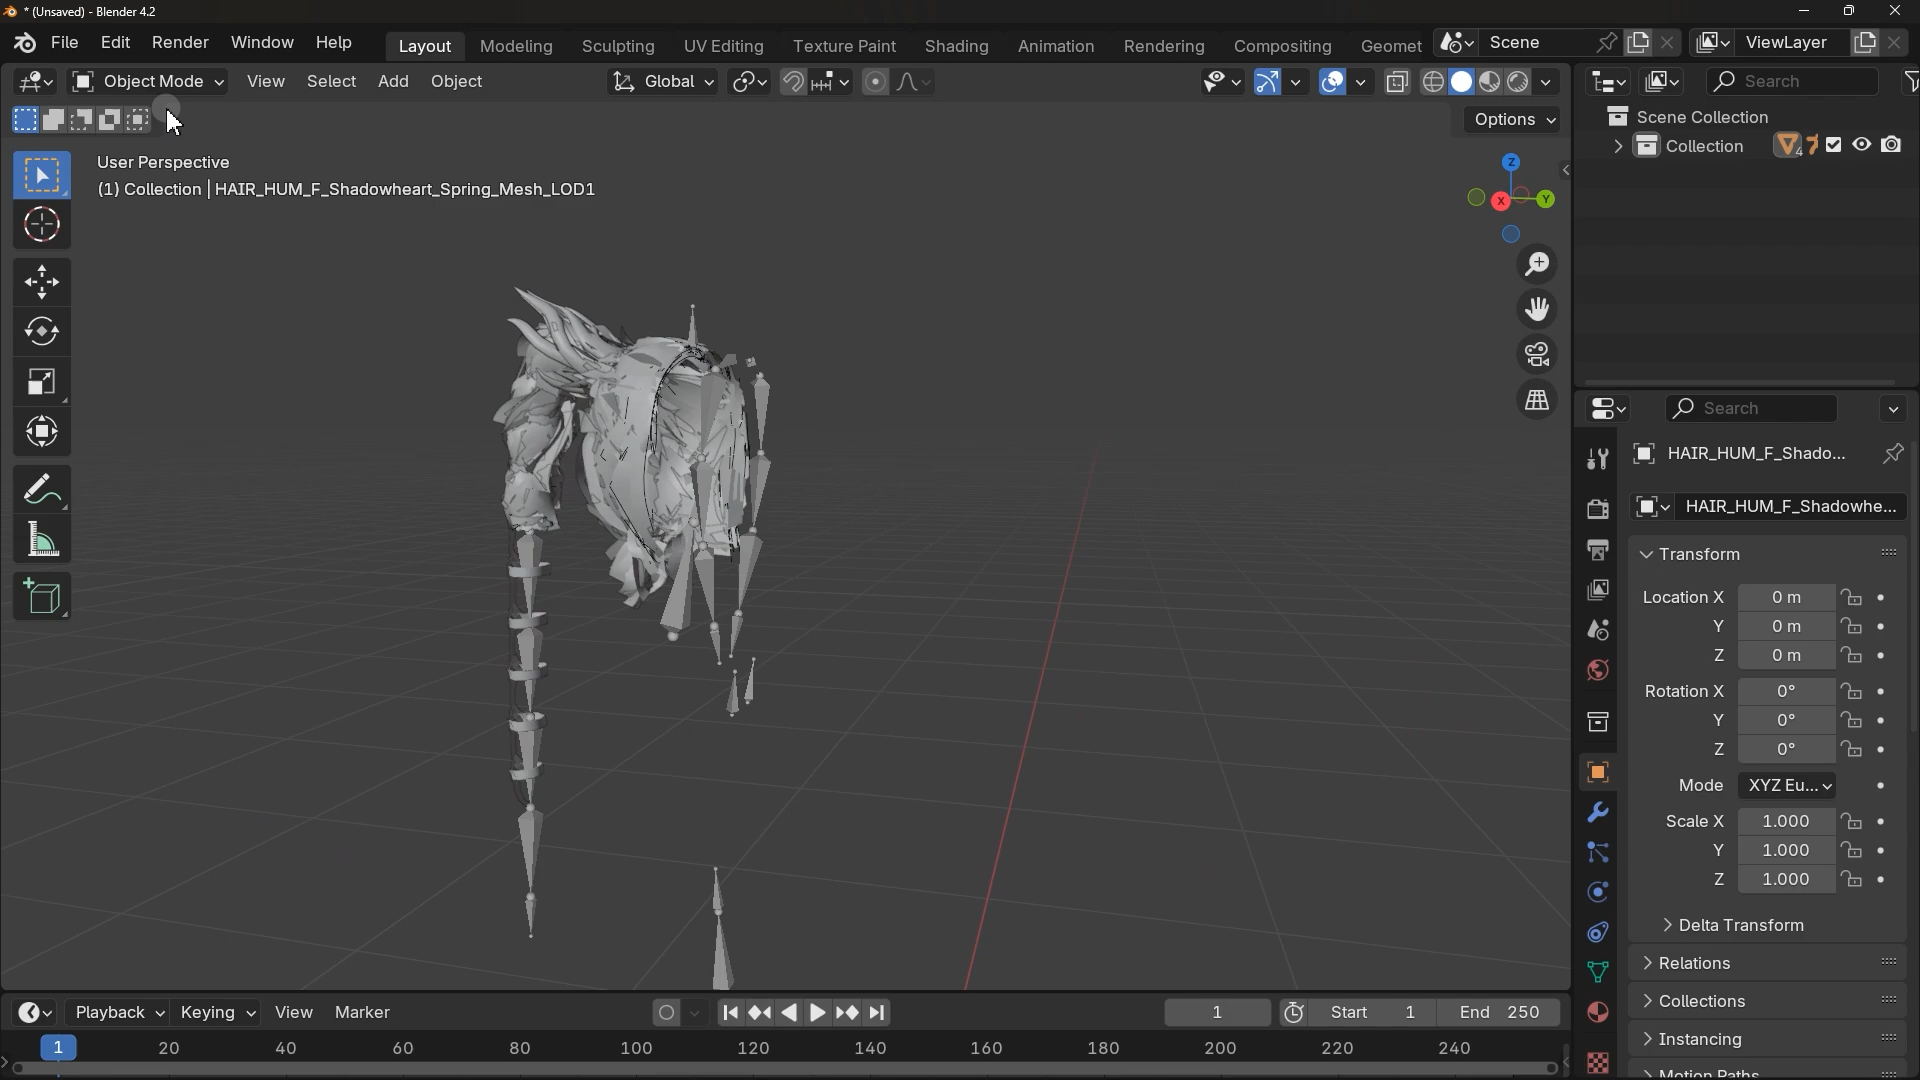 * (Unsaved) - Blender 4.2
File Edit Render Window Help Layout Modeling Sculpting UV Editing Texture Paint Shading Animation Rendering Compositing Geomet Scene ViewLayer
Object Mode View Select Add Object Global Search
Options
Scene Collection
Collection 4
User Perspective
(1) Collection | HAIR_HUM_F_Shadowheart_Spring_Mesh_LOD1
Z
X Y
Search
HAIR_HUM_F_Shado...
HAIR_HUM_F_Shadowhe...
Transform
Location X 0 m
Y 0 m
Z 0 m
Rotation X 0°
Y 0°
Z 0°
Mode XYZ Eu...
Scale X 1.000
Y 1.000
Z 1.000
Delta Transform
Relations
Collections
Instancing
Motion Paths
Playback Keying View Marker 1 Start 1 End 250
1 20 40 60 80 100 120 140 160 180 200 220 240